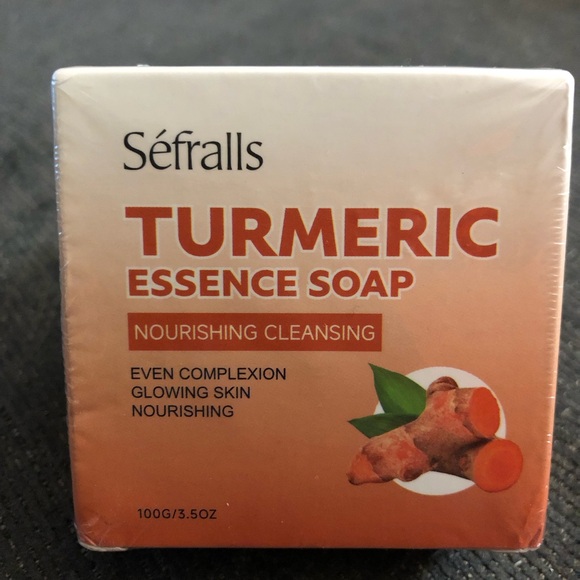 Séfralls
TURMERIC
ESSENCE SOAP
NOURISHING CLEANSING
EVEN COMPLEXION
GLOWING SKIN
NOURISHING
100G/3.5OZ